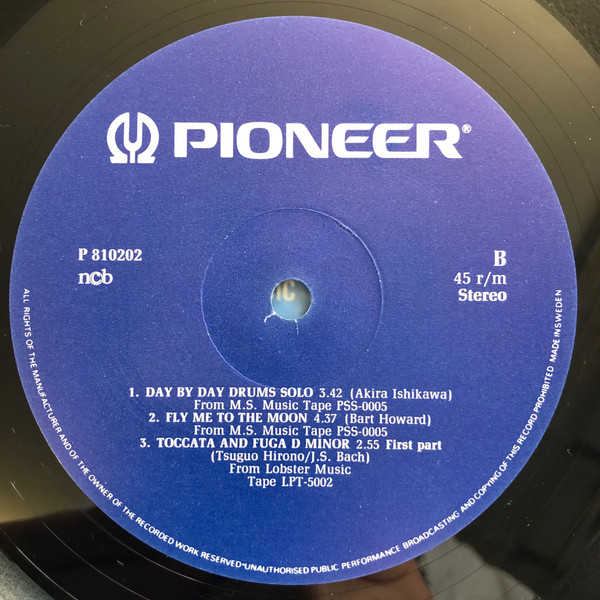 PIONEER®
P 810202
ncb
B
45 r/m
Stereo
1. DAY BY DAY DRUMS SOLO 3.42 (Akira Ishikawa)
From M.S. Music Tape PSS-0005
2. FLY ME TO THE MOON 4.37 (Bart Howard)
From M.S. Music Tape PSS-0005
3. TOCCATA AND FUGA D MINOR 2.55 First part
(Tsuguo Hirono/J.S. Bach)
From Lobster Music
Tape LPT-5002
ALL RIGHTS OF THE MANUFACTURER AND OF THE OWNER OF THE RECORDED WORK RESERVED•UNAUTHORISED PUBLIC PERFORMANCE BROADCASTING AND COPYING OF THIS RECORD PROHIBITED MADE IN SWEDEN